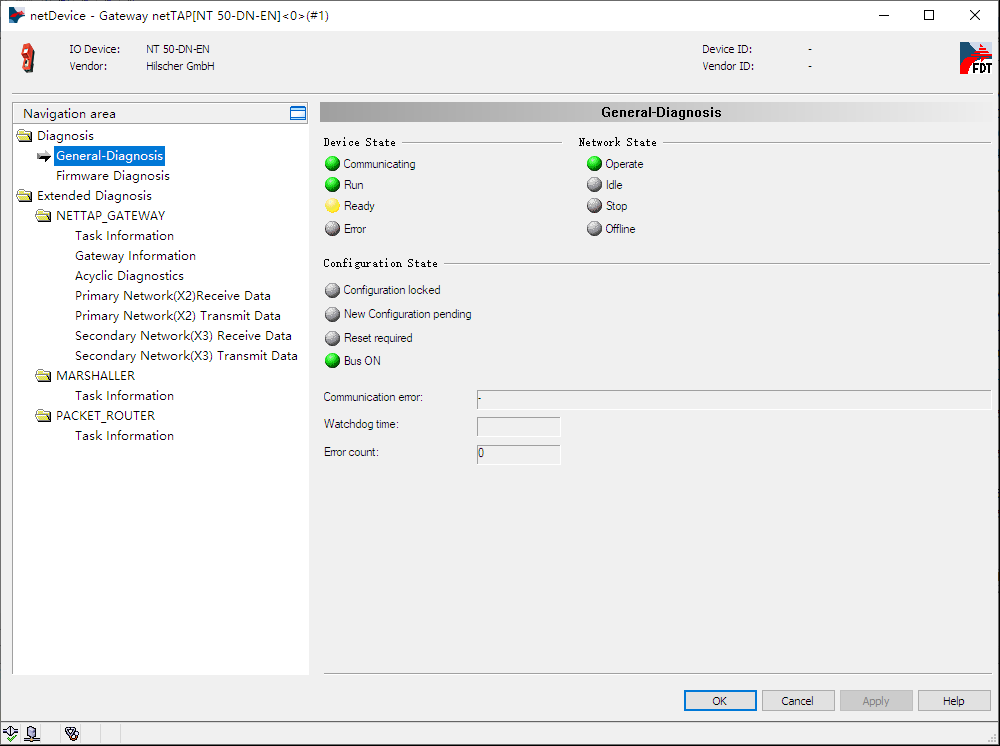 netDevice - Gateway netTAP[NT 50-DN-EN]<0>(#1)
IO Device: NT 50-DN-EN Device ID: -
Vendor: Hilscher GmbH Vendor ID: -
FDT
Navigation area
Diagnosis
General-Diagnosis
Firmware Diagnosis
Extended Diagnosis
NETTAP_GATEWAY
Task Information
Gateway Information
Acyclic Diagnostics
Primary Network(X2)Receive Data
Primary Network(X2) Transmit Data
Secondary Network(X3) Receive Data
Secondary Network(X3) Transmit Data
MARSHALLER
Task Information
PACKET_ROUTER
Task Information
General-Diagnosis
Device State
Communicating
Run
Ready
Error
Network State
Operate
Idle
Stop
Offline
Configuration State
Configuration locked
New Configuration pending
Reset required
Bus ON
Communication error: -
Watchdog time:
Error count: 0
OK Cancel Apply Help